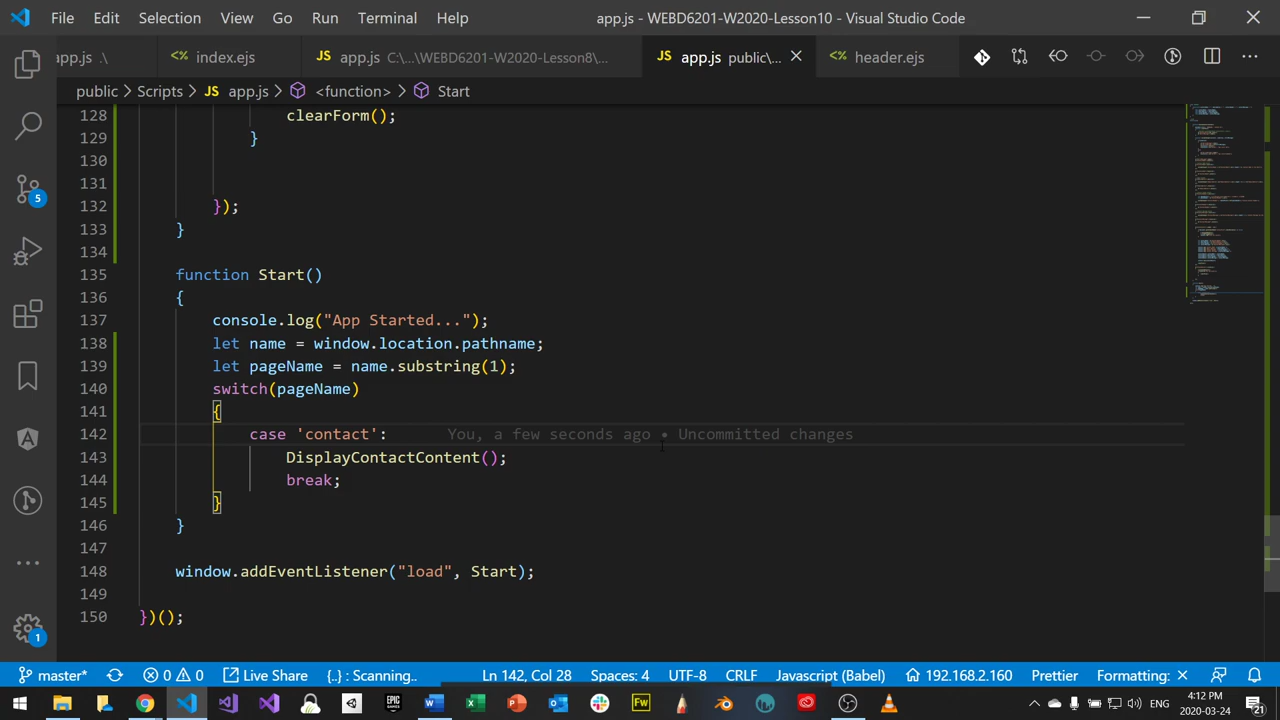 File Edit Selection View Go Run Terminal Help
app.js - WEBD6201-W2020-Lesson10 - Visual Studio Code
app.js .\ <% index.ejs JS app.js C:\...\WEBD6201-W2020-Lesson8\... JS app.js public\... <% header.ejs
public > Scripts > JS app.js > <function> > Start
128 clearForm();
129 }
130
131
132 });
133 }
134
135 function Start()
136 {
137 console.log("App Started...");
138 let name = window.location.pathname;
139 let pageName = name.substring(1);
140 switch(pageName)
141 {
142 case 'contact': You, a few seconds ago • Uncommitted changes
143 DisplayContactContent();
144 break;
145 }
146 }
147
148 window.addEventListener("load", Start);
149
150 })();
5
1
master* 0 0 Live Share {..} : Scanning... Ln 142, Col 28 Spaces: 4 UTF-8 CRLF Javascript (Babel) 192.168.2.160 Prettier Formatting: ✕
Fw ENG 4:12 PM
2020-03-24 21